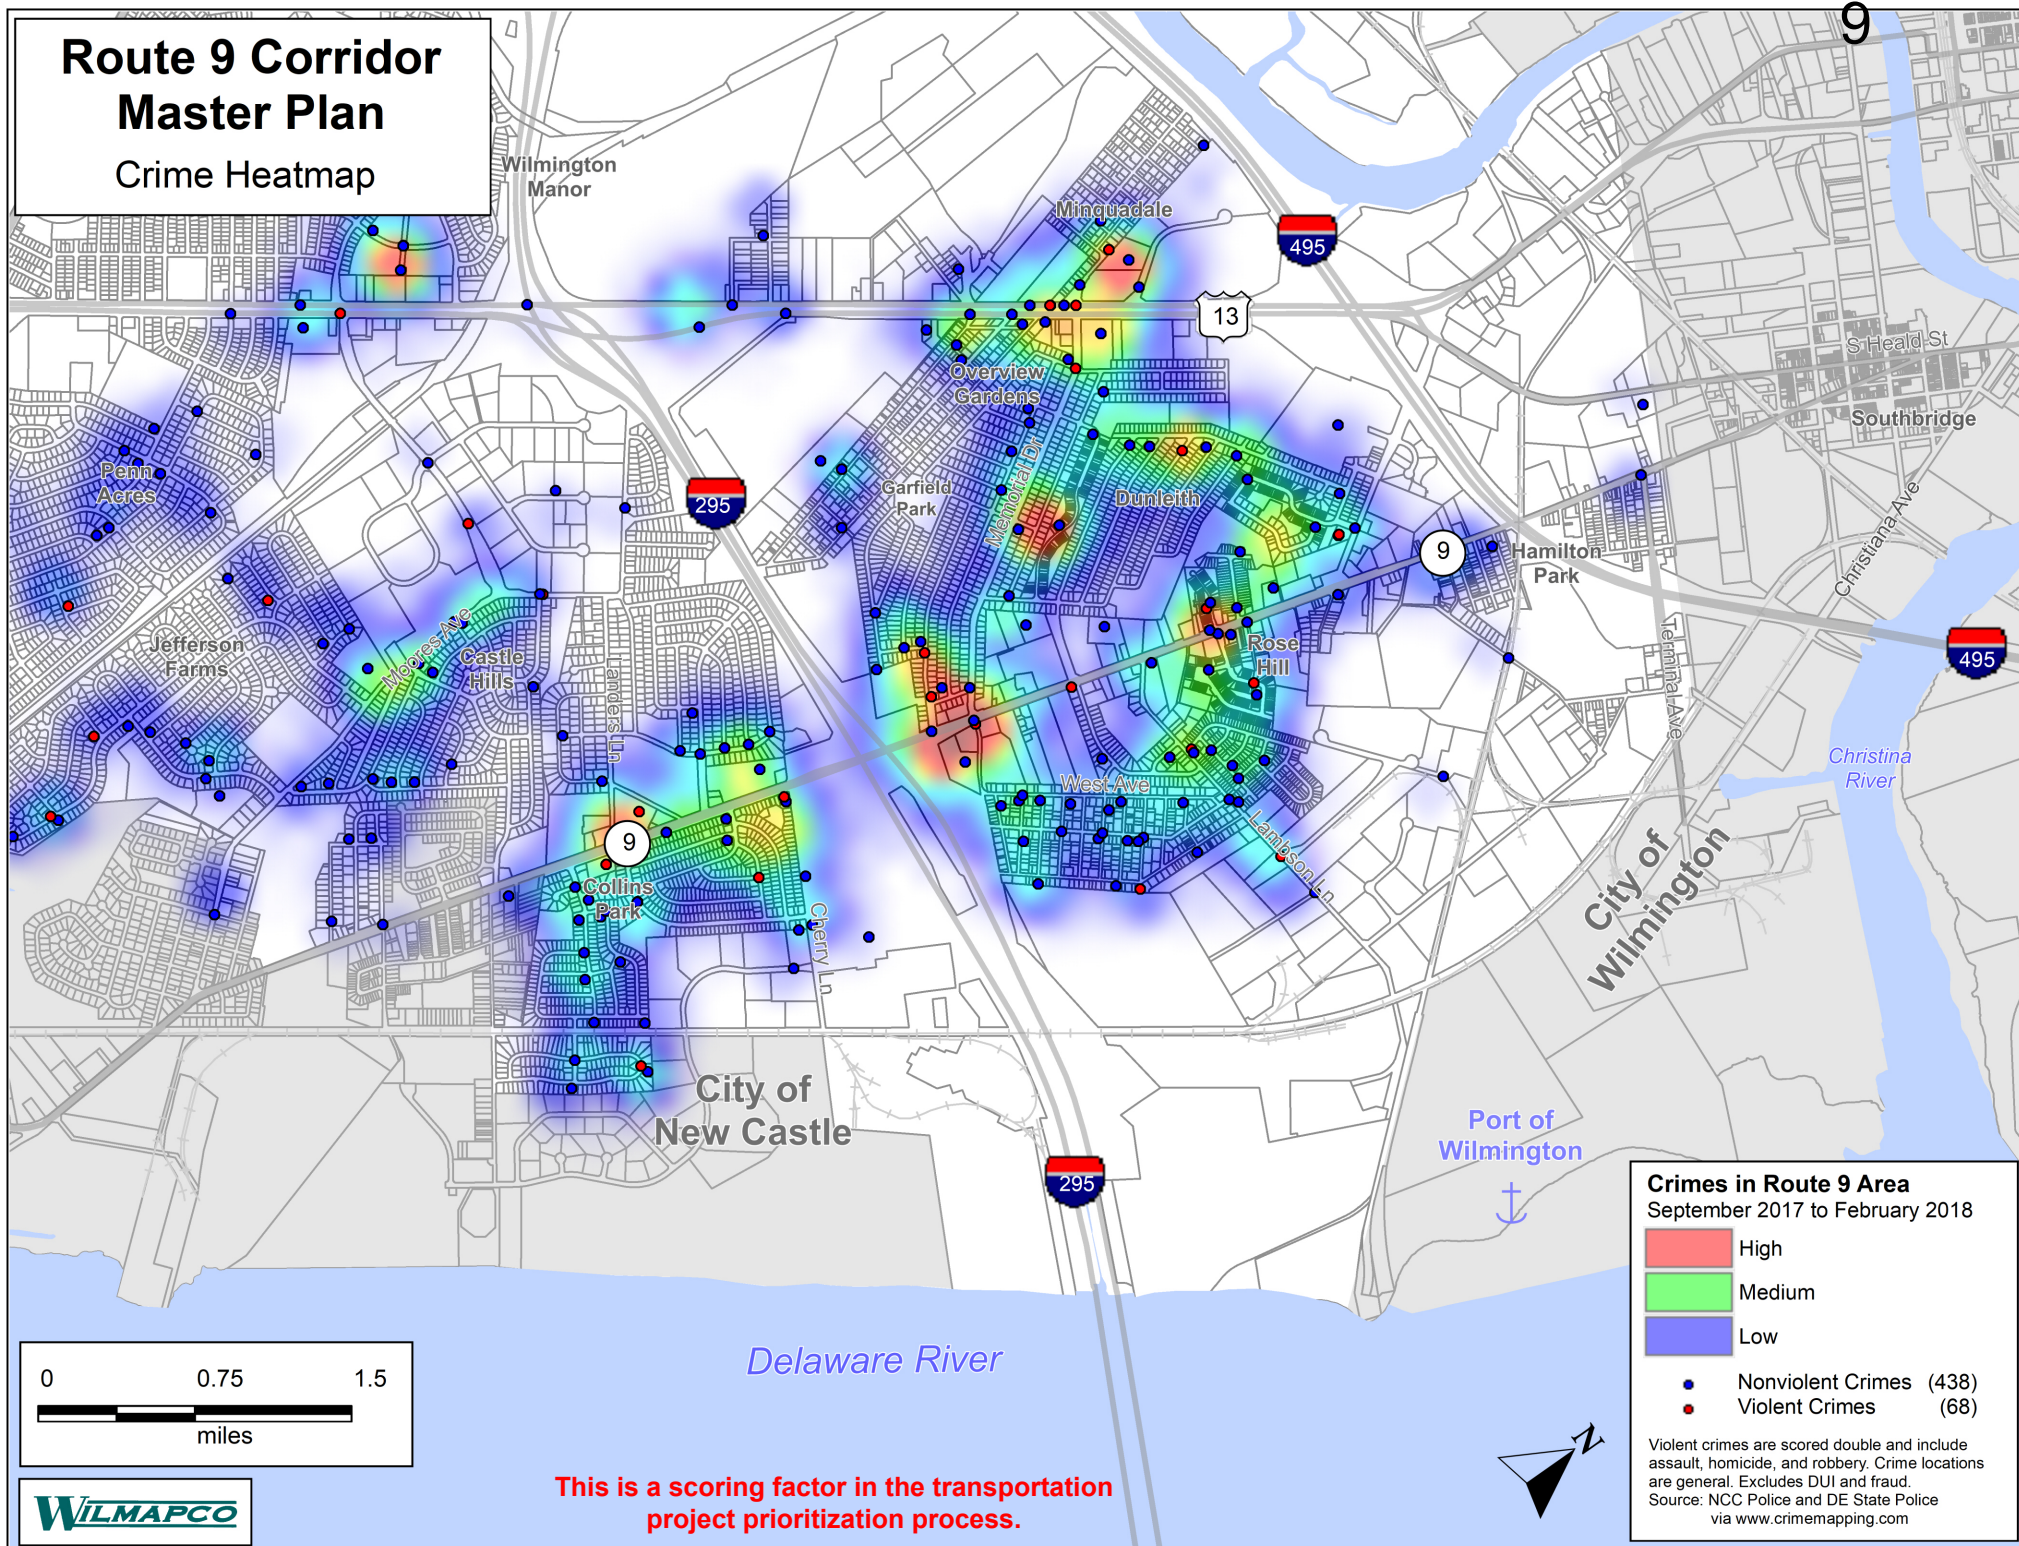 9
Route 9 Corridor
Master Plan
Crime Heatmap
Wilmington
Manor
Minquadale
495
13
S Heald St
Overview
Gardens
Southbridge
Penn
Acres
295
Garfield
Park
Memorial Dr
Dunleith
Christiana Ave
9
Hamilton
Park
Jefferson
Farms
Moores Ave
Castle
Hills
Landers Ln
Rose
Hill
Terminal Ave
495
Christina
River
West Ave
Lambson Ln
9
Collins
Park
Cherry Ln
City of
Wilmington
City of
New Castle
Port of
Wilmington
295
Delaware River
Crimes in Route 9 Area
September 2017 to February 2018
High
Medium
Low
Nonviolent Crimes (438)
Violent Crimes (68)
Violent crimes are scored double and include
assault, homicide, and robbery. Crime locations
are general. Excludes DUI and fraud.
Source: NCC Police and DE State Police
via www.crimemapping.com
N
0 0.75 1.5
miles
WILMAPCO
This is a scoring factor in the transportation
project prioritization process.